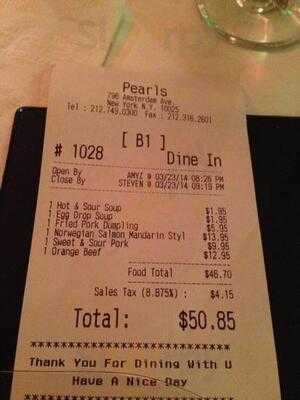 Pearls
796 Amsterdam Ave.
New York N.Y. 10025
Tel : 212.749.0300 Fax : 212.316.2601
[ B1 ]
# 1028 Dine In
Open By AMYZ @ 03/23/14 08:26 PM
Close By STEVEN @ 03/23/14 09:19 PM
1 Hot & Sour Soup $1.95
1 Egg Drop Soup $1.95
1 Fried Pork Dumpling $5.95
1 Norwegian Salmon Mandarin Styl $13.95
1 Sweet & Sour Pork $9.95
1 Orange Beef $12.95
Food Total $46.70
Sales Tax (8.875%) : $4.15
Total: $50.85
*********************************
Thank You For Dining With U
Have A Nice Day
*********************************